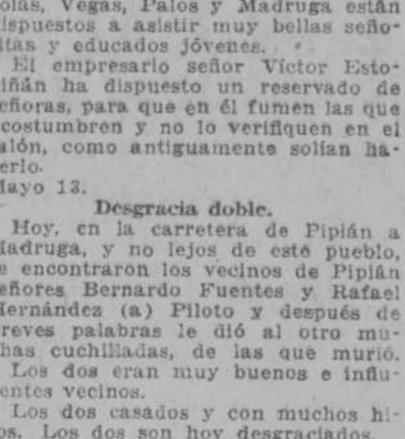 olas, Vegas, Palos y Madruga están
ispuestos a asistir muy bellas seño-
itas y educados jóvenes.
El empresario señor Víctor Esto-
iñán ha dispuesto un reservado de
eñoras, para que en él fumen las que
costumbren y no lo verifiquen en el
alón, como antiguamente solían ha-
erlo.
ayo 13.
Desgracia doble.
Hoy, en la carretera de Pipián a
adruga, y no lejos de este pueblo,
e encontraron los vecinos de Pipián
eñores Bernardo Fuentes y Rafael
ernández (a) Piloto y después de
reves palabras le dió al otro mu-
has cuchilladas, de las que murió.
Los dos eran muy buenos e influ-
entes vecinos.
Los dos casados y con muchos hi-
os. Los dos son hoy desgraciados.